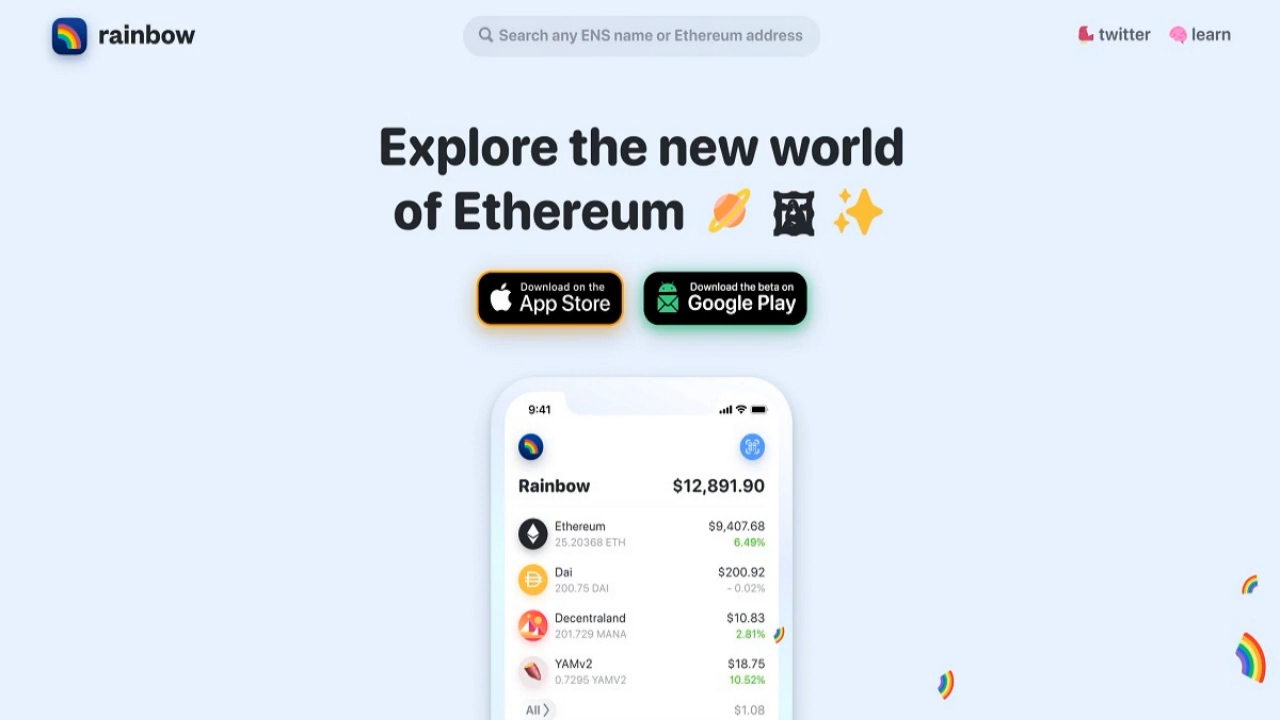 rainbow
Search any ENS name or Ethereum address
twitter
learn
Explore the new world
of Ethereum
Download on the
App Store
Download the beta on
Google Play
9:41
Rainbow $12,891.90
Ethereum $9,407.68
25.20368 ETH 6.49%
Dai $200.92
200.75 DAI - 0.02%
Decentraland $10.83
201.729 MANA 2.81%
YAMv2 $18.75
0.7295 YAMV2 10.52%
All $1.08